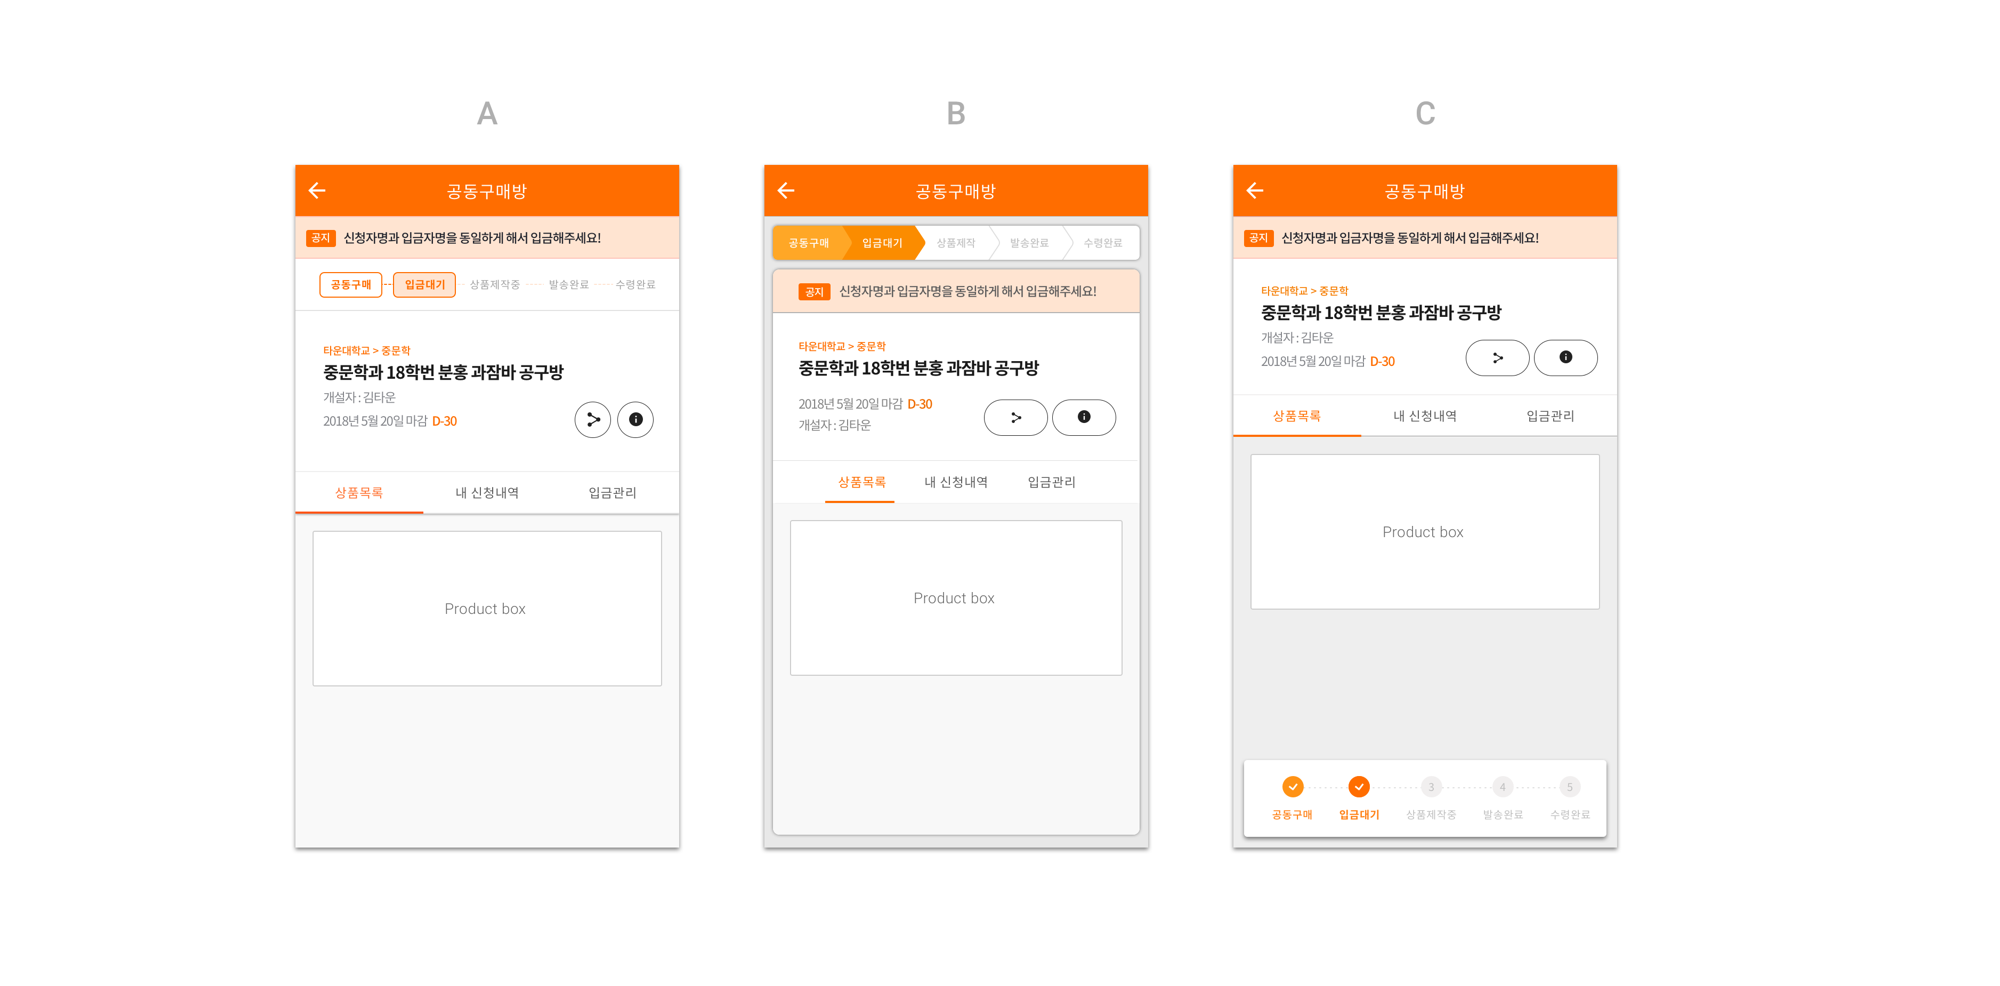 A
공동구매방
공지 신청자명과 입금자명을 동일하게 해서 입금해주세요!
공동구매 입금대기 상품제작중 발송완료 수령완료
타운대학교 > 중문학
중문학과 18학번 분홍 과잠바 공구방
개설자 : 김타운
2018년 5월 20일 마감 D-30
상품목록 내 신청내역 입금관리
Product box
B
공동구매방
공동구매 입금대기 상품제작 발송완료 수령완료
공지 신청자명과 입금자명을 동일하게 해서 입금해주세요!
타운대학교 > 중문학
중문학과 18학번 분홍 과잠바 공구방
2018년 5월 20일 마감 D-30
개설자 : 김타운
상품목록 내 신청내역 입금관리
Product box
C
공동구매방
공지 신청자명과 입금자명을 동일하게 해서 입금해주세요!
타운대학교 > 중문학
중문학과 18학번 분홍 과잠바 공구방
개설자 : 김타운
2018년 5월 20일 마감 D-30
상품목록 내 신청내역 입금관리
Product box
3 4 5
공동구매 입금대기 상품제작중 발송완료 수령완료